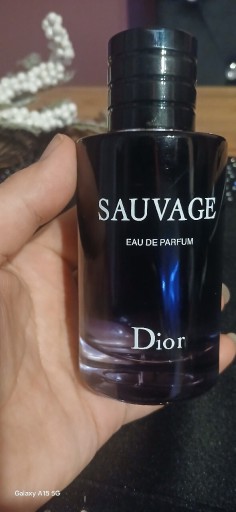 SAUVAGE
EAU DE PARFUM
Dior
Galaxy A15 5G